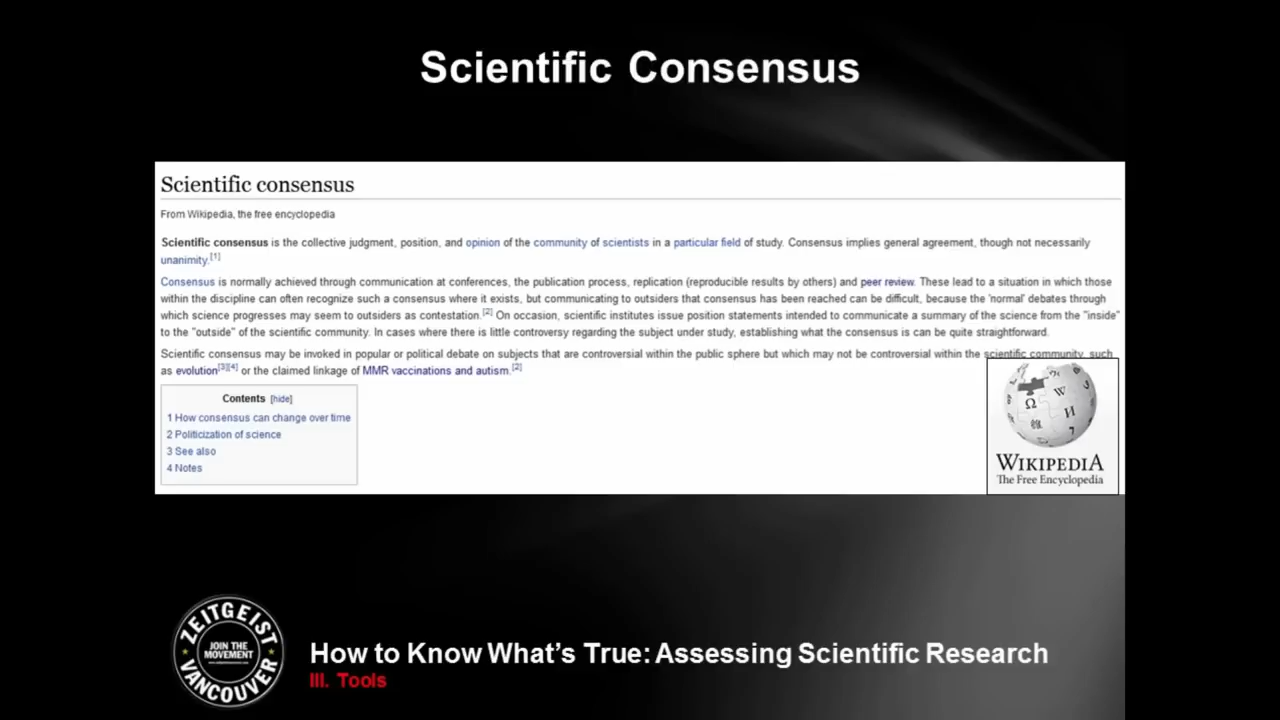 Scientific Consensus
Scientific consensus
From Wikipedia, the free encyclopedia
Scientific consensus is the collective judgment, position, and opinion of the community of scientists in a particular field of study. Consensus implies general agreement, though not necessarily
unanimity.[1]
Consensus is normally achieved through communication at conferences, the publication process, replication (reproducible results by others) and peer review. These lead to a situation in which those
within the discipline can often recognize such a consensus where it exists, but communicating to outsiders that consensus has been reached can be difficult, because the 'normal' debates through
which science progresses may seem to outsiders as contestation.[2] On occasion, scientific institutes issue position statements intended to communicate a summary of the science from the "inside"
to the "outside" of the scientific community. In cases where there is little controversy regarding the subject under study, establishing what the consensus is can be quite straightforward.
Scientific consensus may be invoked in popular or political debate on subjects that are controversial within the public sphere but which may not be controversial within the scientific community, such
as evolution[3][4] or the claimed linkage of MMR vaccinations and autism.[2]
Contents [hide]
1 How consensus can change over time
2 Politicization of science
3 See also
4 Notes
Ω W И
WIKIPEDIA
The Free Encyclopedia
ZEITGEIST
JOIN THE
MOVEMENT
VANCOUVER
How to Know What's True: Assessing Scientific Research
III. Tools